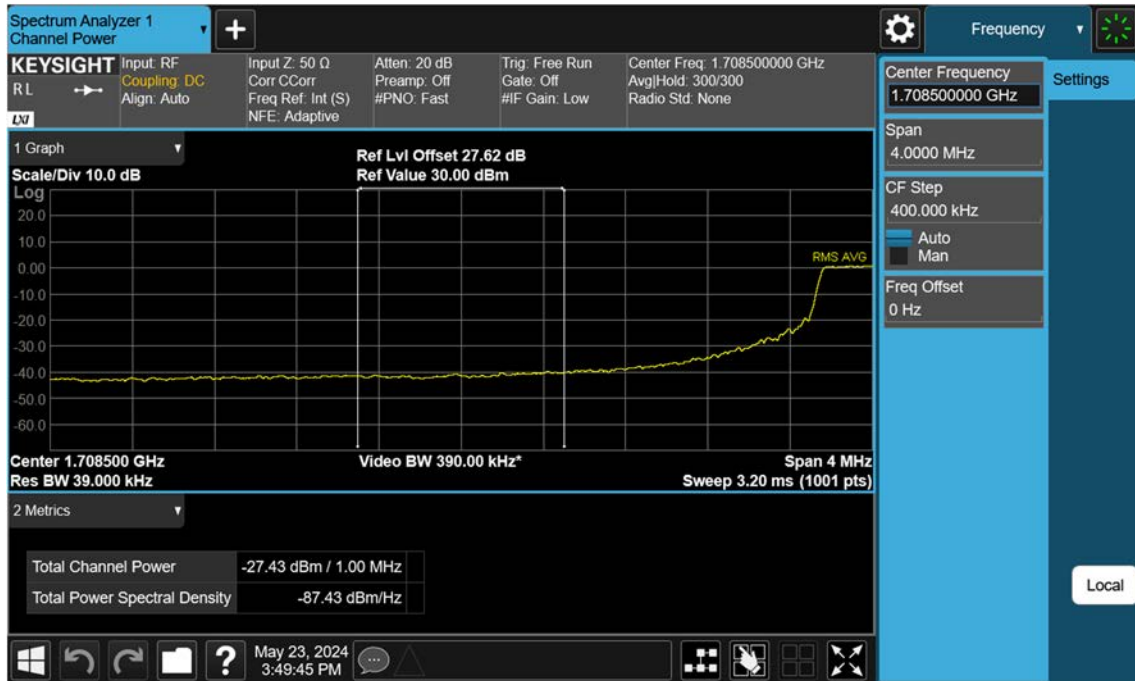 Spectrum Analyzer 1
Channel Power
Frequency
KEYSIGHT
R L
LXI
Input: RF
Coupling: DC
Align: Auto
Input Z: 50 Ω
Corr CCorr
Freq Ref: Int (S)
NFE: Adaptive
Atten: 20 dB
Preamp: Off
#PNO: Fast
Trig: Free Run
Gate: Off
#IF Gain: Low
Center Freq: 1.708500000 GHz
Avg|Hold: 300/300
Radio Std: None
Center Frequency
1.708500000 GHz
Settings
Span
4.0000 MHz
CF Step
400.000 kHz
Auto
Man
Freq Offset
0 Hz
Local
1 Graph
Scale/Div 10.0 dB
Ref Lvl Offset 27.62 dB
Ref Value 30.00 dBm
Log
20.0
10.0
0.00
-10.0
-20.0
-30.0
-40.0
-50.0
-60.0
RMS AVG
Center 1.708500 GHz
Video BW 390.00 kHz*
Span 4 MHz
Res BW 39.000 kHz
Sweep 3.20 ms (1001 pts)
2 Metrics
Total Channel Power -27.43 dBm / 1.00 MHz
Total Power Spectral Density -87.43 dBm/Hz
?
May 23, 2024
3:49:45 PM